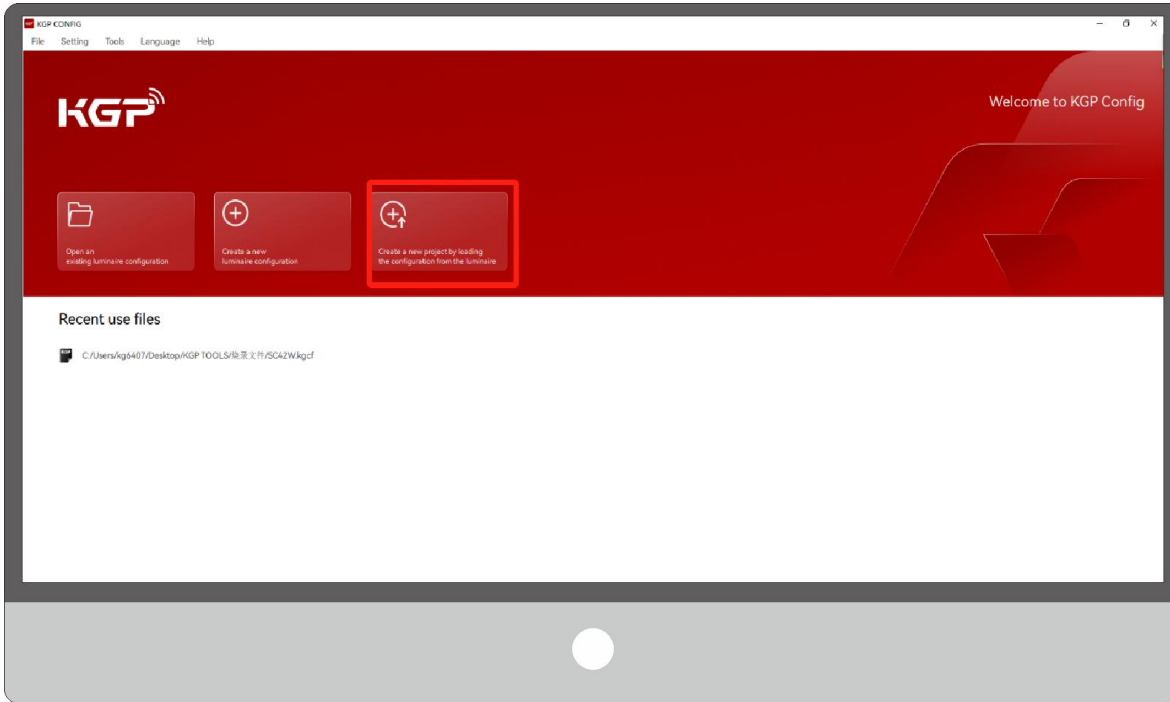 KGP CONFIG
File Setting Tools Language Help
KGP
Welcome to KGP Config
Open an
existing luminaire configuration
Create a new
luminaire configuration
Create a new project by loading
the configuration from the luminaire
Recent use files
C:/Users/kg6407/Desktop/KGP TOOLS/烧录文件/SC42W.kgcf